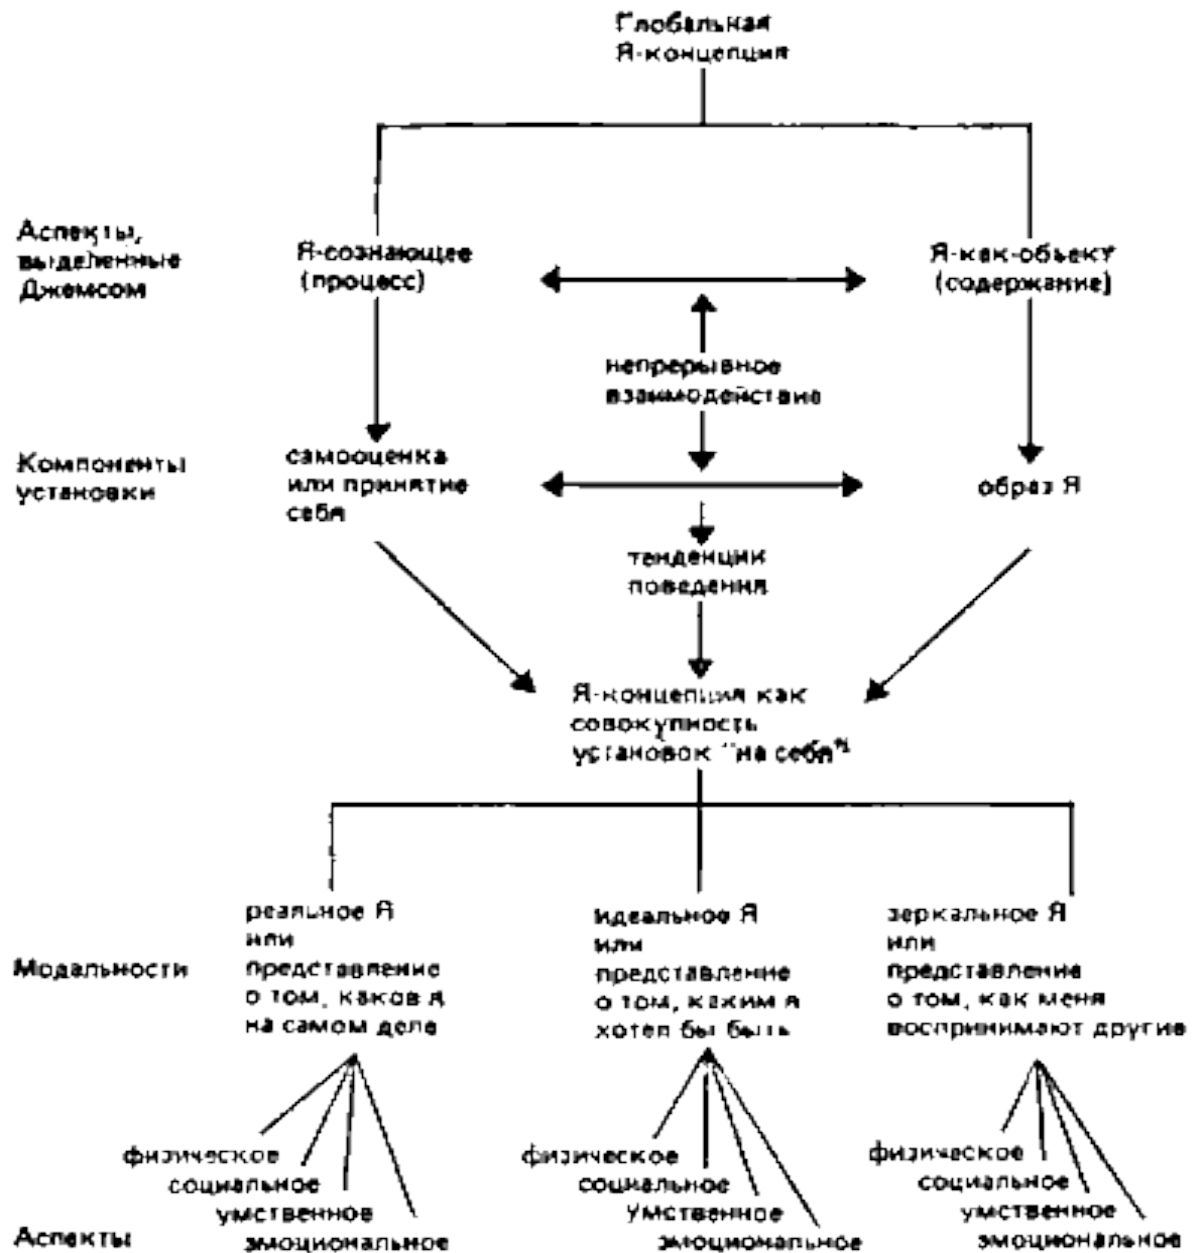 Глобальная
Я-концепция
Аспекты,
выделенные
Джемсом
Я-сознающее
(процесс)
Я-как-объект
(содержание)
непрерывное
взаимодействие
Компоненты
установки
самооценка
или принятие
себя
образ Я
тенденции
поведения
Я-концепция как
совокупность
установок "на себя"
Модальности
реальное Я
или
представление
о том, каков я
на самом деле
идеальное Я
или
представление
о том, каким я
хотел бы быть
зеркальное Я
или
представление
о том, как меня
воспринимают другие
Аспекты
физическое
социальное
умственное
эмоциональное
физическое
социальное
умственное
эмоциональное
физическое
социальное
умственное
эмоциональное